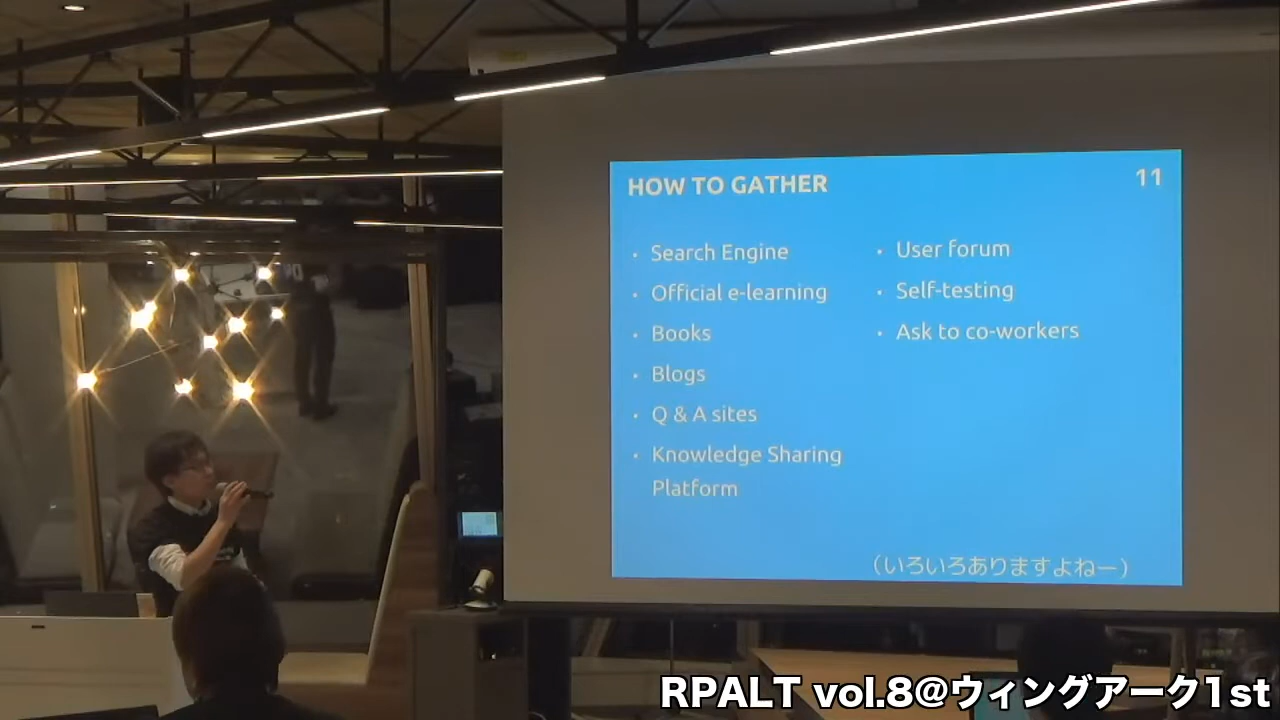 HOW TO GATHER
11
・ Search Engine
・ Official e-learning
・ Books
・ Blogs
・ Q & A sites
・ Knowledge Sharing
Platform
・ User forum
・ Self-testing
・ Ask to co-workers
（いろいろありますよねー）
RPALT vol.8@ウィングアーク1st